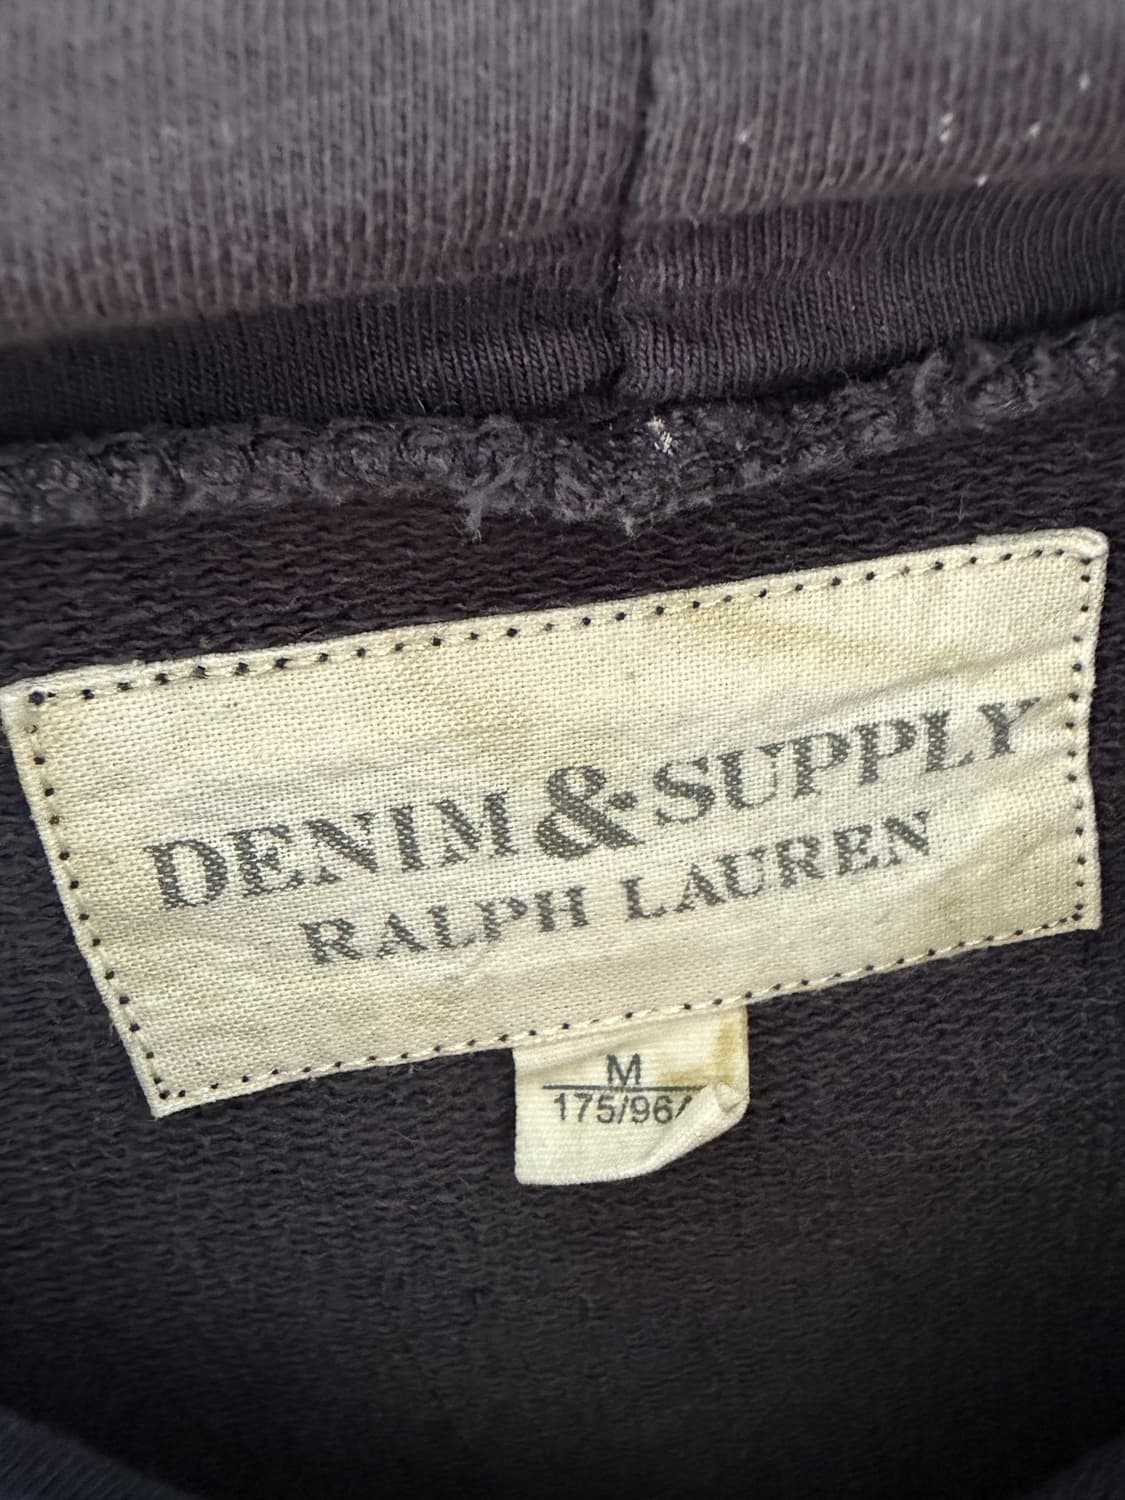 DENIM & SUPPLY
RALPH LAUREN
M
175/96